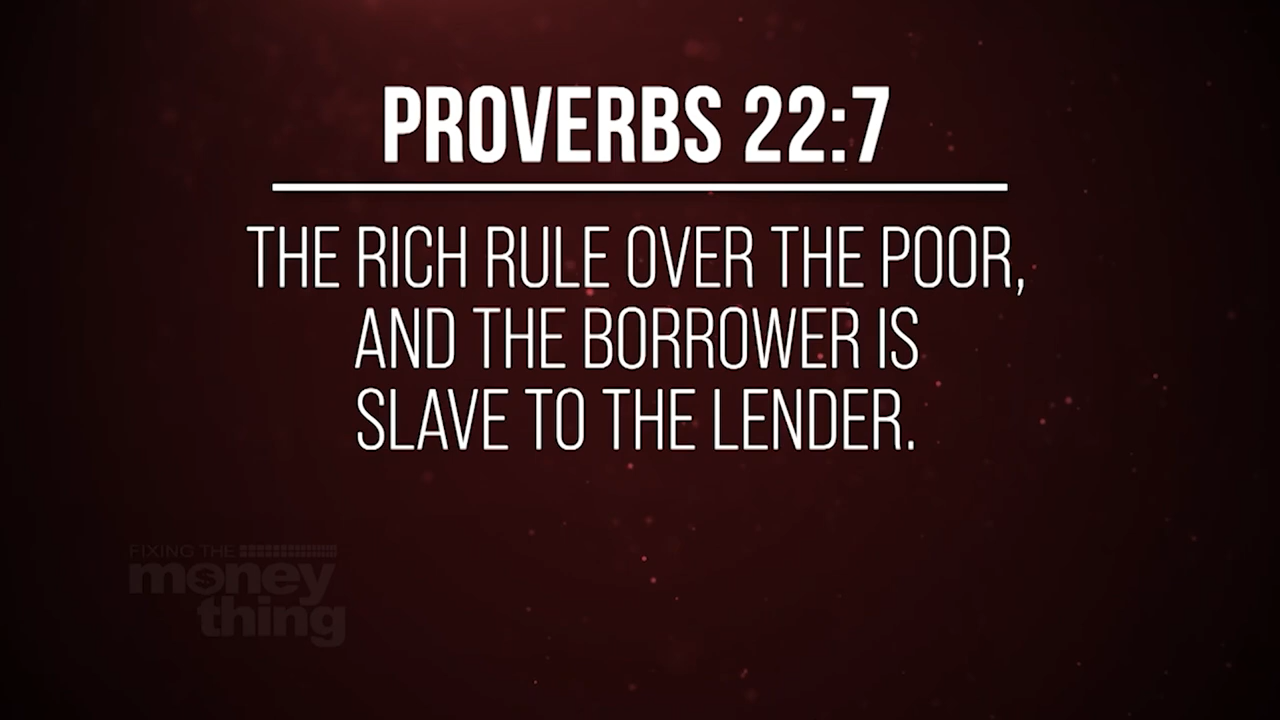 PROVERBS 22:7
THE RICH RULE OVER THE POOR,
AND THE BORROWER IS
SLAVE TO THE LENDER.
FIXING THE
money
thing